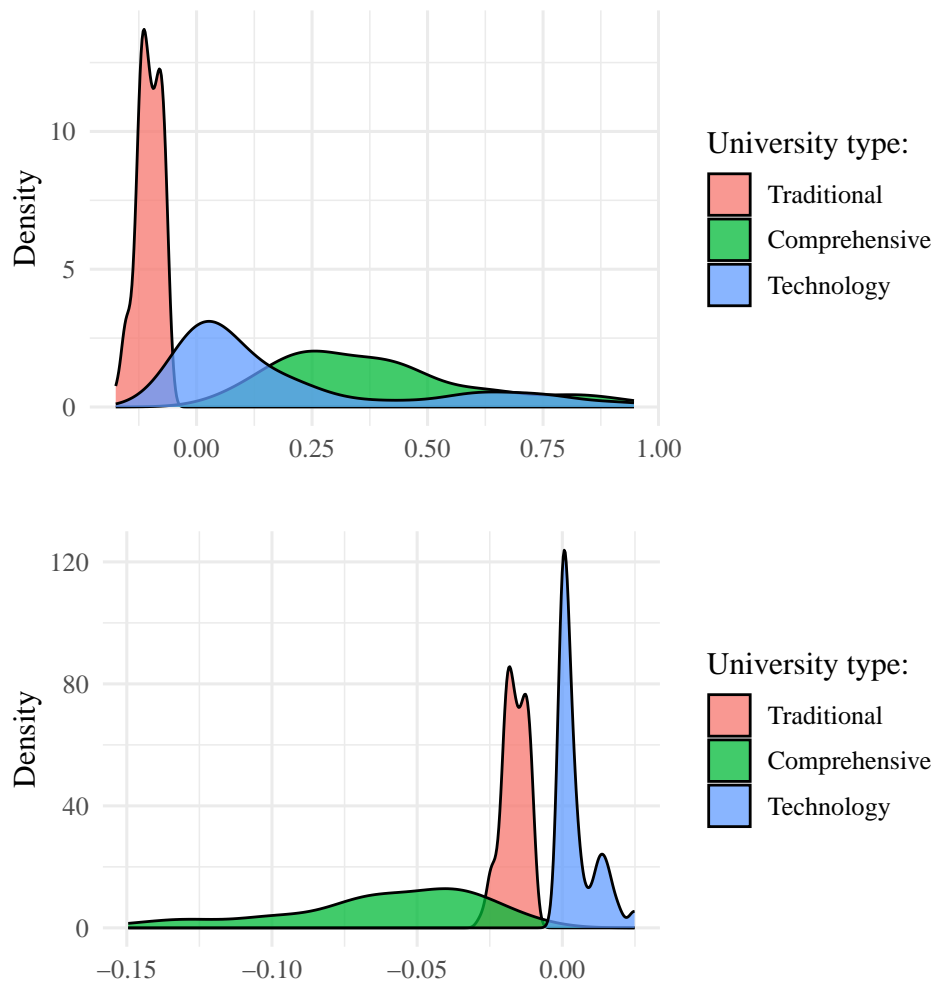 Density
10
5
0
0.00 0.25 0.50 0.75 1.00
University type:
Traditional
Comprehensive
Technology
Density
120
80
40
0
−0.15 −0.10 −0.05 0.00
University type:
Traditional
Comprehensive
Technology